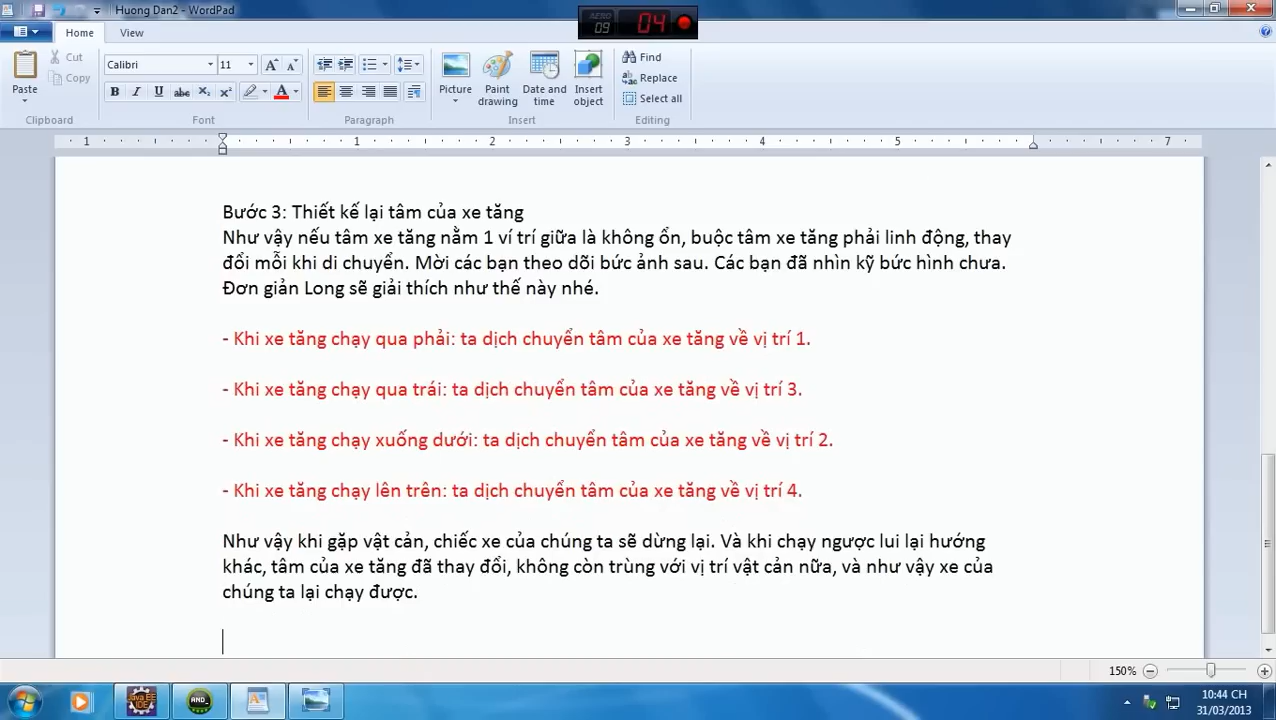 Huong Dan2 - WordPad
AERO 09 04
Home View
Cut
Copy
Paste
Clipboard
Calibri 11
Font
Paragraph
Picture
Paint drawing
Date and time
Insert object
Insert
Find
Replace
Select all
Editing
1 1 2 3 4 5 7
Bước 3: Thiết kế lại tâm của xe tăng
Như vậy nếu tâm xe tăng nằm 1 ví trí giữa là không ổn, buộc tâm xe tăng phải linh động, thay
đổi mỗi khi di chuyển. Mời các bạn theo dõi bức ảnh sau. Các bạn đã nhìn kỹ bức hình chưa.
Đơn giản Long sẽ giải thích như thế này nhé.
- Khi xe tăng chạy qua phải: ta dịch chuyển tâm của xe tăng về vị trí 1.
- Khi xe tăng chạy qua trái: ta dịch chuyển tâm của xe tăng về vị trí 3.
- Khi xe tăng chạy xuống dưới: ta dịch chuyển tâm của xe tăng về vị trí 2.
- Khi xe tăng chạy lên trên: ta dịch chuyển tâm của xe tăng về vị trí 4.
Như vậy khi gặp vật cản, chiếc xe của chúng ta sẽ dừng lại. Và khi chạy ngược lui lại hướng
khác, tâm của xe tăng đã thay đổi, không còn trùng với vị trí vật cản nữa, và như vậy xe của
chúng ta lại chạy được.
150%
10:44 CH
31/03/2013